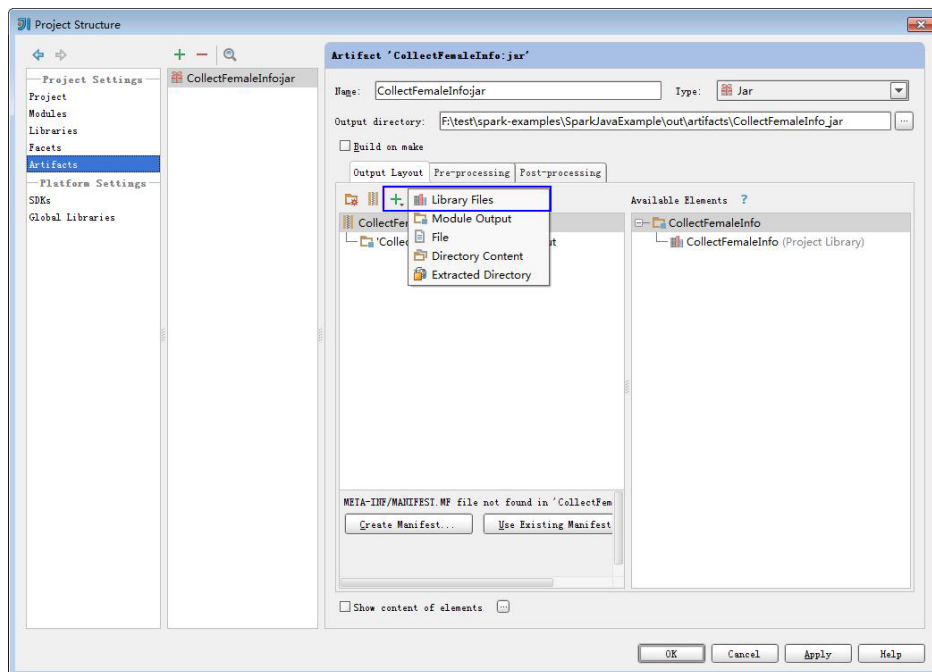 Project Structure
Project Settings
Project
Modules
Libraries
Facets
Artifacts
Platform Settings
SDKs
Global Libraries
CollectFemaleInfo:jar
Artifact 'CollectFemaleInfo:jar'
Name: CollectFemaleInfo:jar Type: Jar
Output directory: F:\test\spark-examples\SparkJavaExample\out\artifacts\CollectFemaleInfo_jar ...
Build on make
Output Layout Pre-processing Post-processing
Library Files
Module Output
File
Directory Content
Extracted Directory
Available Elements ?
CollectFemaleInfo
CollectFemaleInfo (Project Library)
META-INF/MANIFEST.MF file not found in 'CollectFem
Create Manifest... Use Existing Manifest
Show content of elements ...
OK Cancel Apply Help